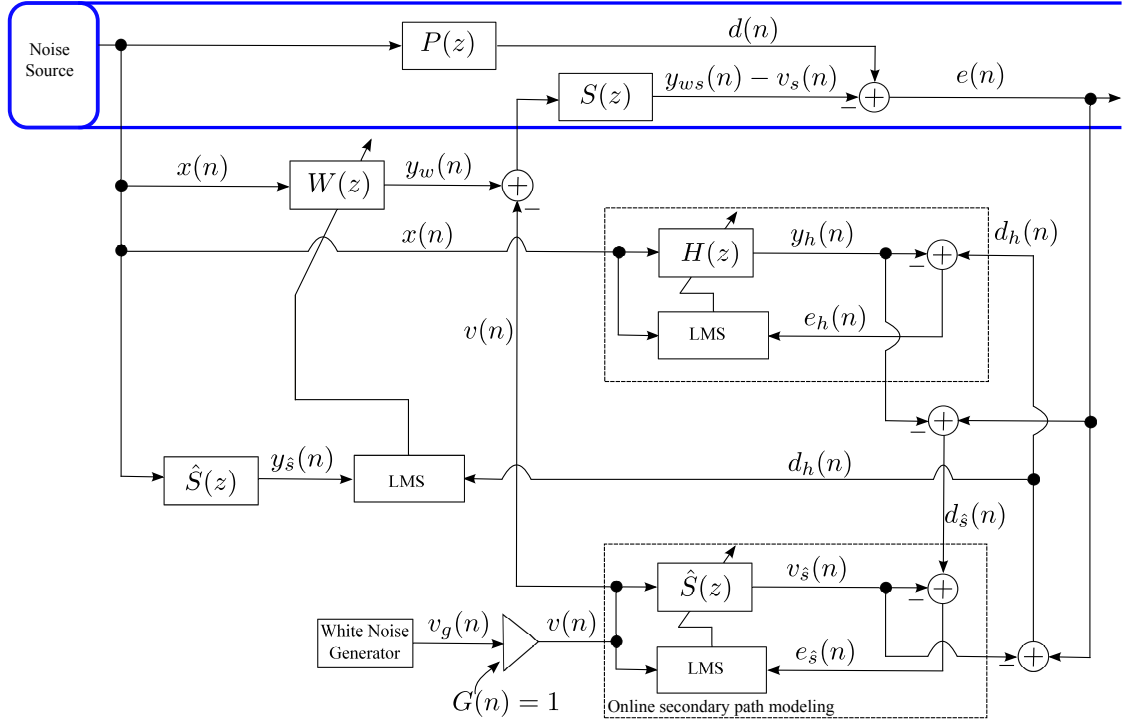 Noise
Source
P(z)
d(n)
S(z)
y_{ws}(n) − v_s(n)
−
+
e(n)
x(n)
W(z)
y_w(n)
+
−
x(n)
H(z)
y_h(n)
−
+
d_h(n)
LMS
e_h(n)
v(n)
−
+
Ŝ(z)
y_ŝ(n)
LMS
d_h(n)
d_ŝ(n)
Ŝ(z)
v_ŝ(n)
−
+
White Noise
Generator
v_g(n)
v(n)
G(n) = 1
LMS
e_ŝ(n)
−
+
Online secondary path modeling